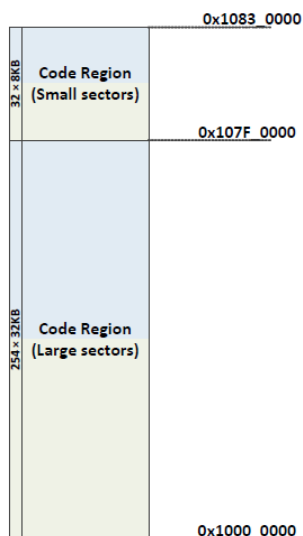 0x1083_0000
32 × 8KB
Code Region
(Small sectors)
0x107F_0000
254 × 32KB
Code Region
(Large sectors)
0x1000_0000